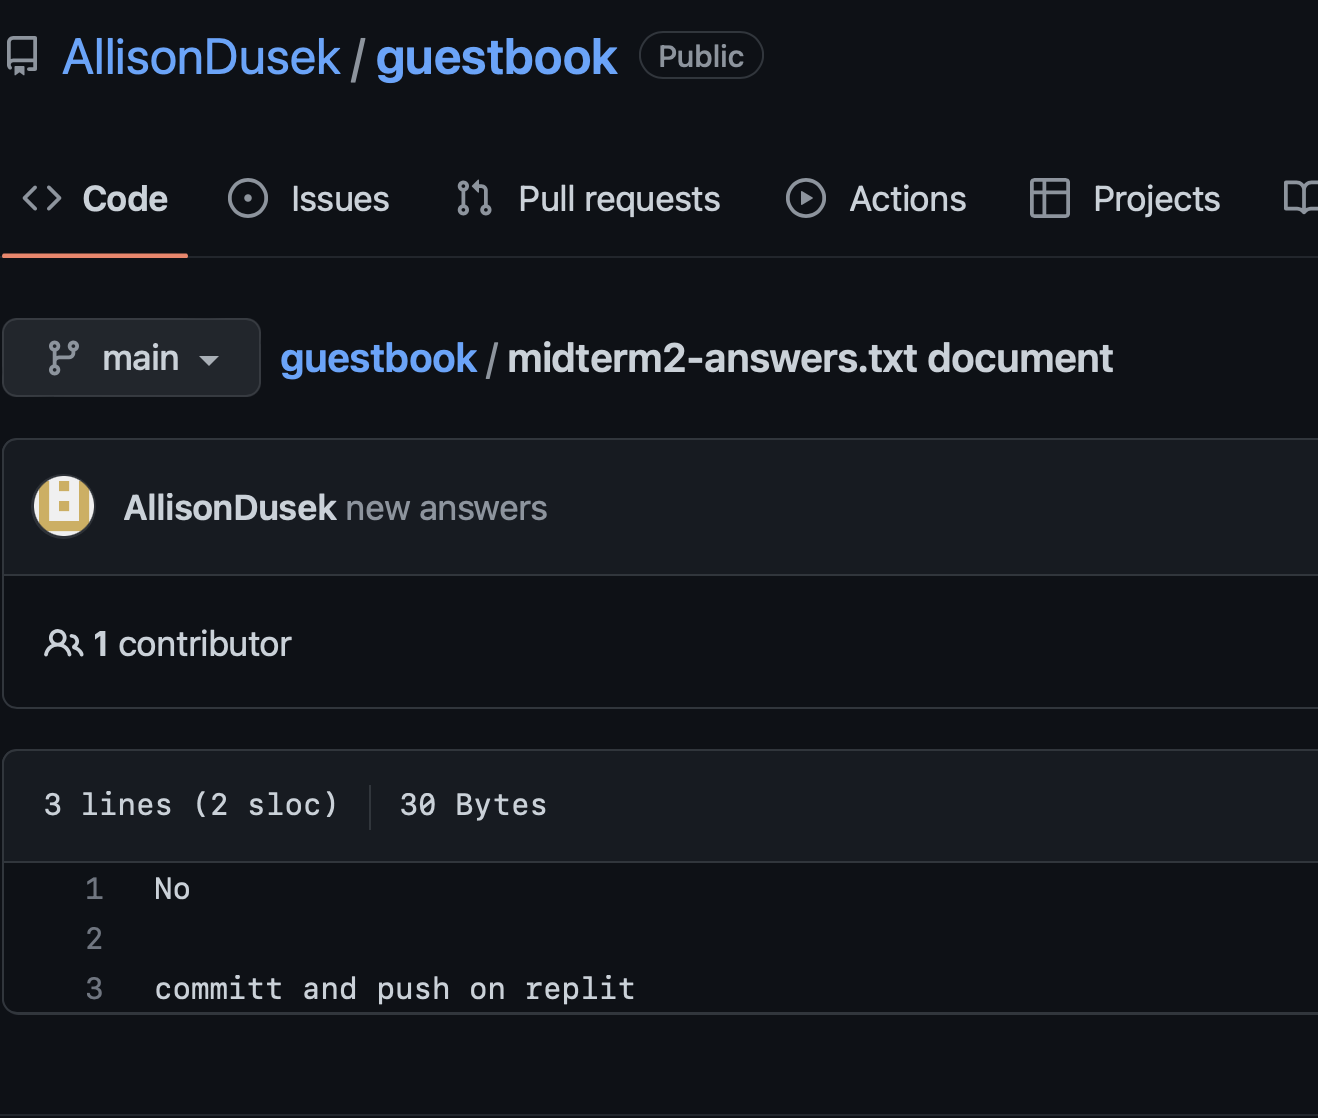 AllisonDusek / guestbook Public
Code Issues Pull requests Actions Projects
main guestbook / midterm2-answers.txt document
AllisonDusek new answers
1 contributor
3 lines (2 sloc) 30 Bytes
1 No
2
3 committ and push on replit